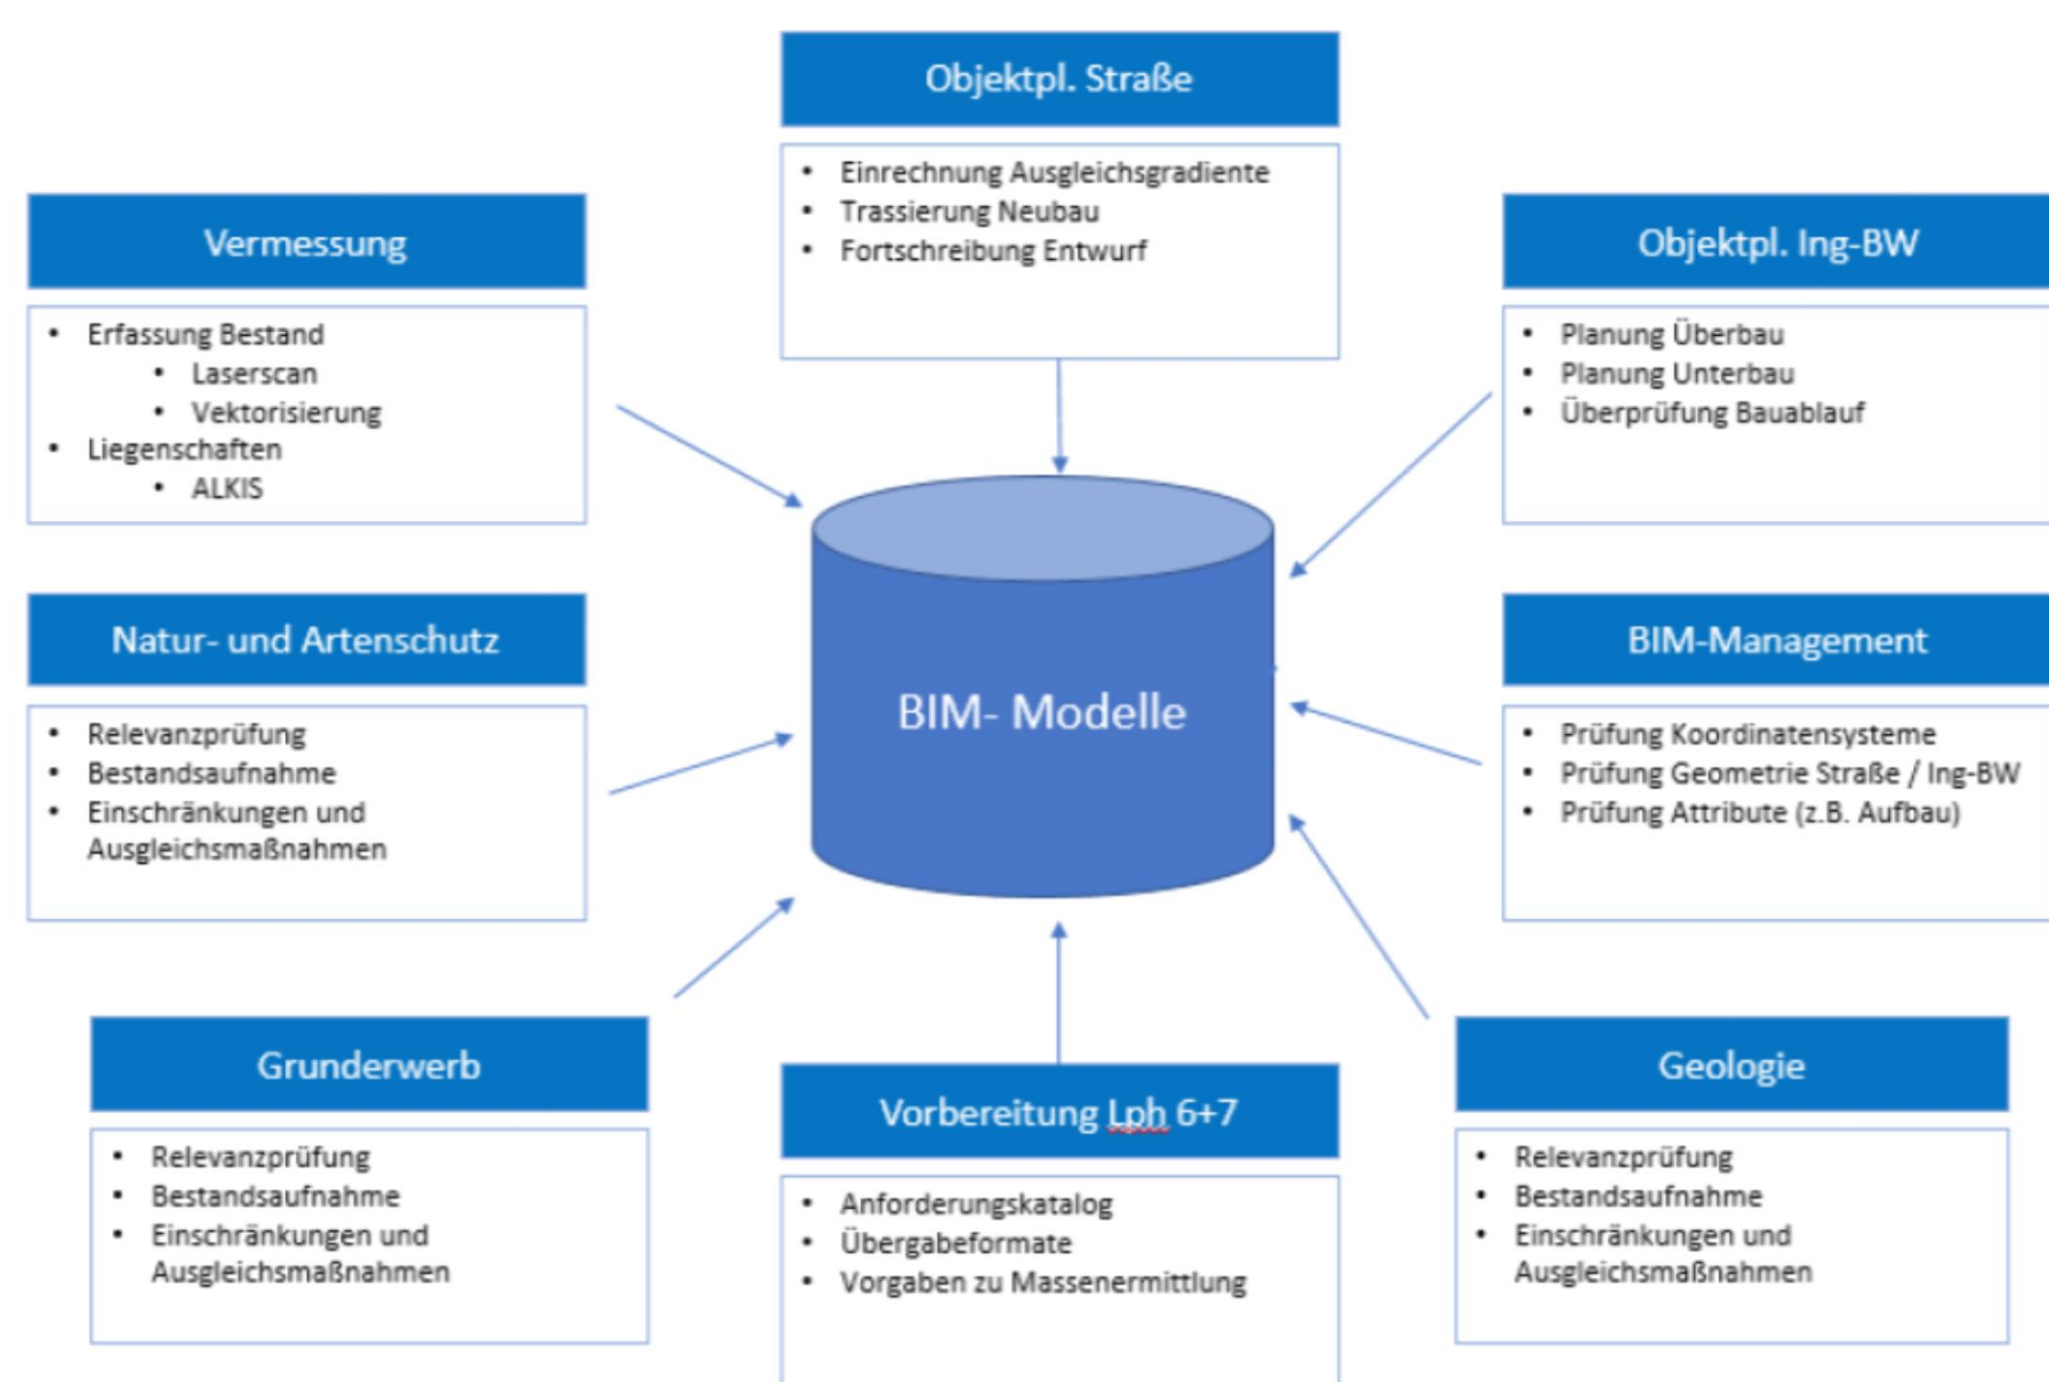 Objektpl. Straße
• Einrechnung Ausgleichsgradiente
• Trassierung Neubau
• Fortschreibung Entwurf
Vermessung
• Erfassung Bestand
• Laserscan
• Vektorisierung
• Liegenschaften
• ALKIS
Objektpl. Ing-BW
• Planung Überbau
• Planung Unterbau
• Überprüfung Bauablauf
Natur- und Artenschutz
• Relevanzprüfung
• Bestandsaufnahme
• Einschränkungen und
Ausgleichsmaßnahmen
BIM- Modelle
BIM-Management
• Prüfung Koordinatensysteme
• Prüfung Geometrie Straße / Ing-BW
• Prüfung Attribute (z.B. Aufbau)
Grunderwerb
• Relevanzprüfung
• Bestandsaufnahme
• Einschränkungen und
Ausgleichsmaßnahmen
Vorbereitung Lph 6+7
• Anforderungskatalog
• Übergabeformate
• Vorgaben zu Massenermittlung
Geologie
• Relevanzprüfung
• Bestandsaufnahme
• Einschränkungen und
Ausgleichsmaßnahmen